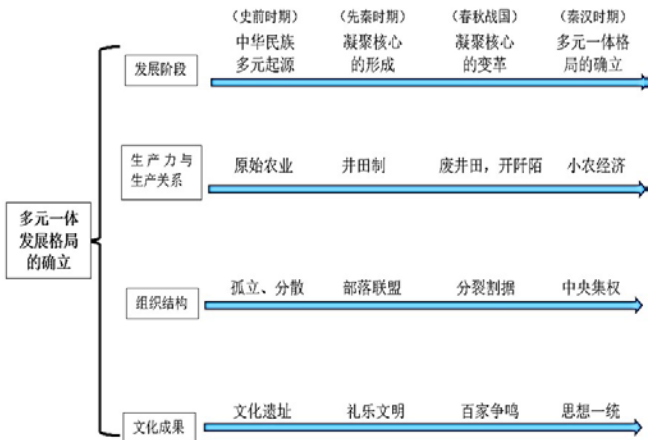 （史前时期） （先秦时期） （春秋战国） （秦汉时期）
中华民族 凝聚核心 凝聚核心 多元一体格
发展阶段 多元起源 的形成 的变革 局的确立
生产力与
生产关系 原始农业 井田制 废井田，开阡陌 小农经济
多元一体
发展格局
的确立
组织结构 孤立、分散 部落联盟 分裂割据 中央集权
文化成果 文化遗址 礼乐文明 百家争鸣 思想一统